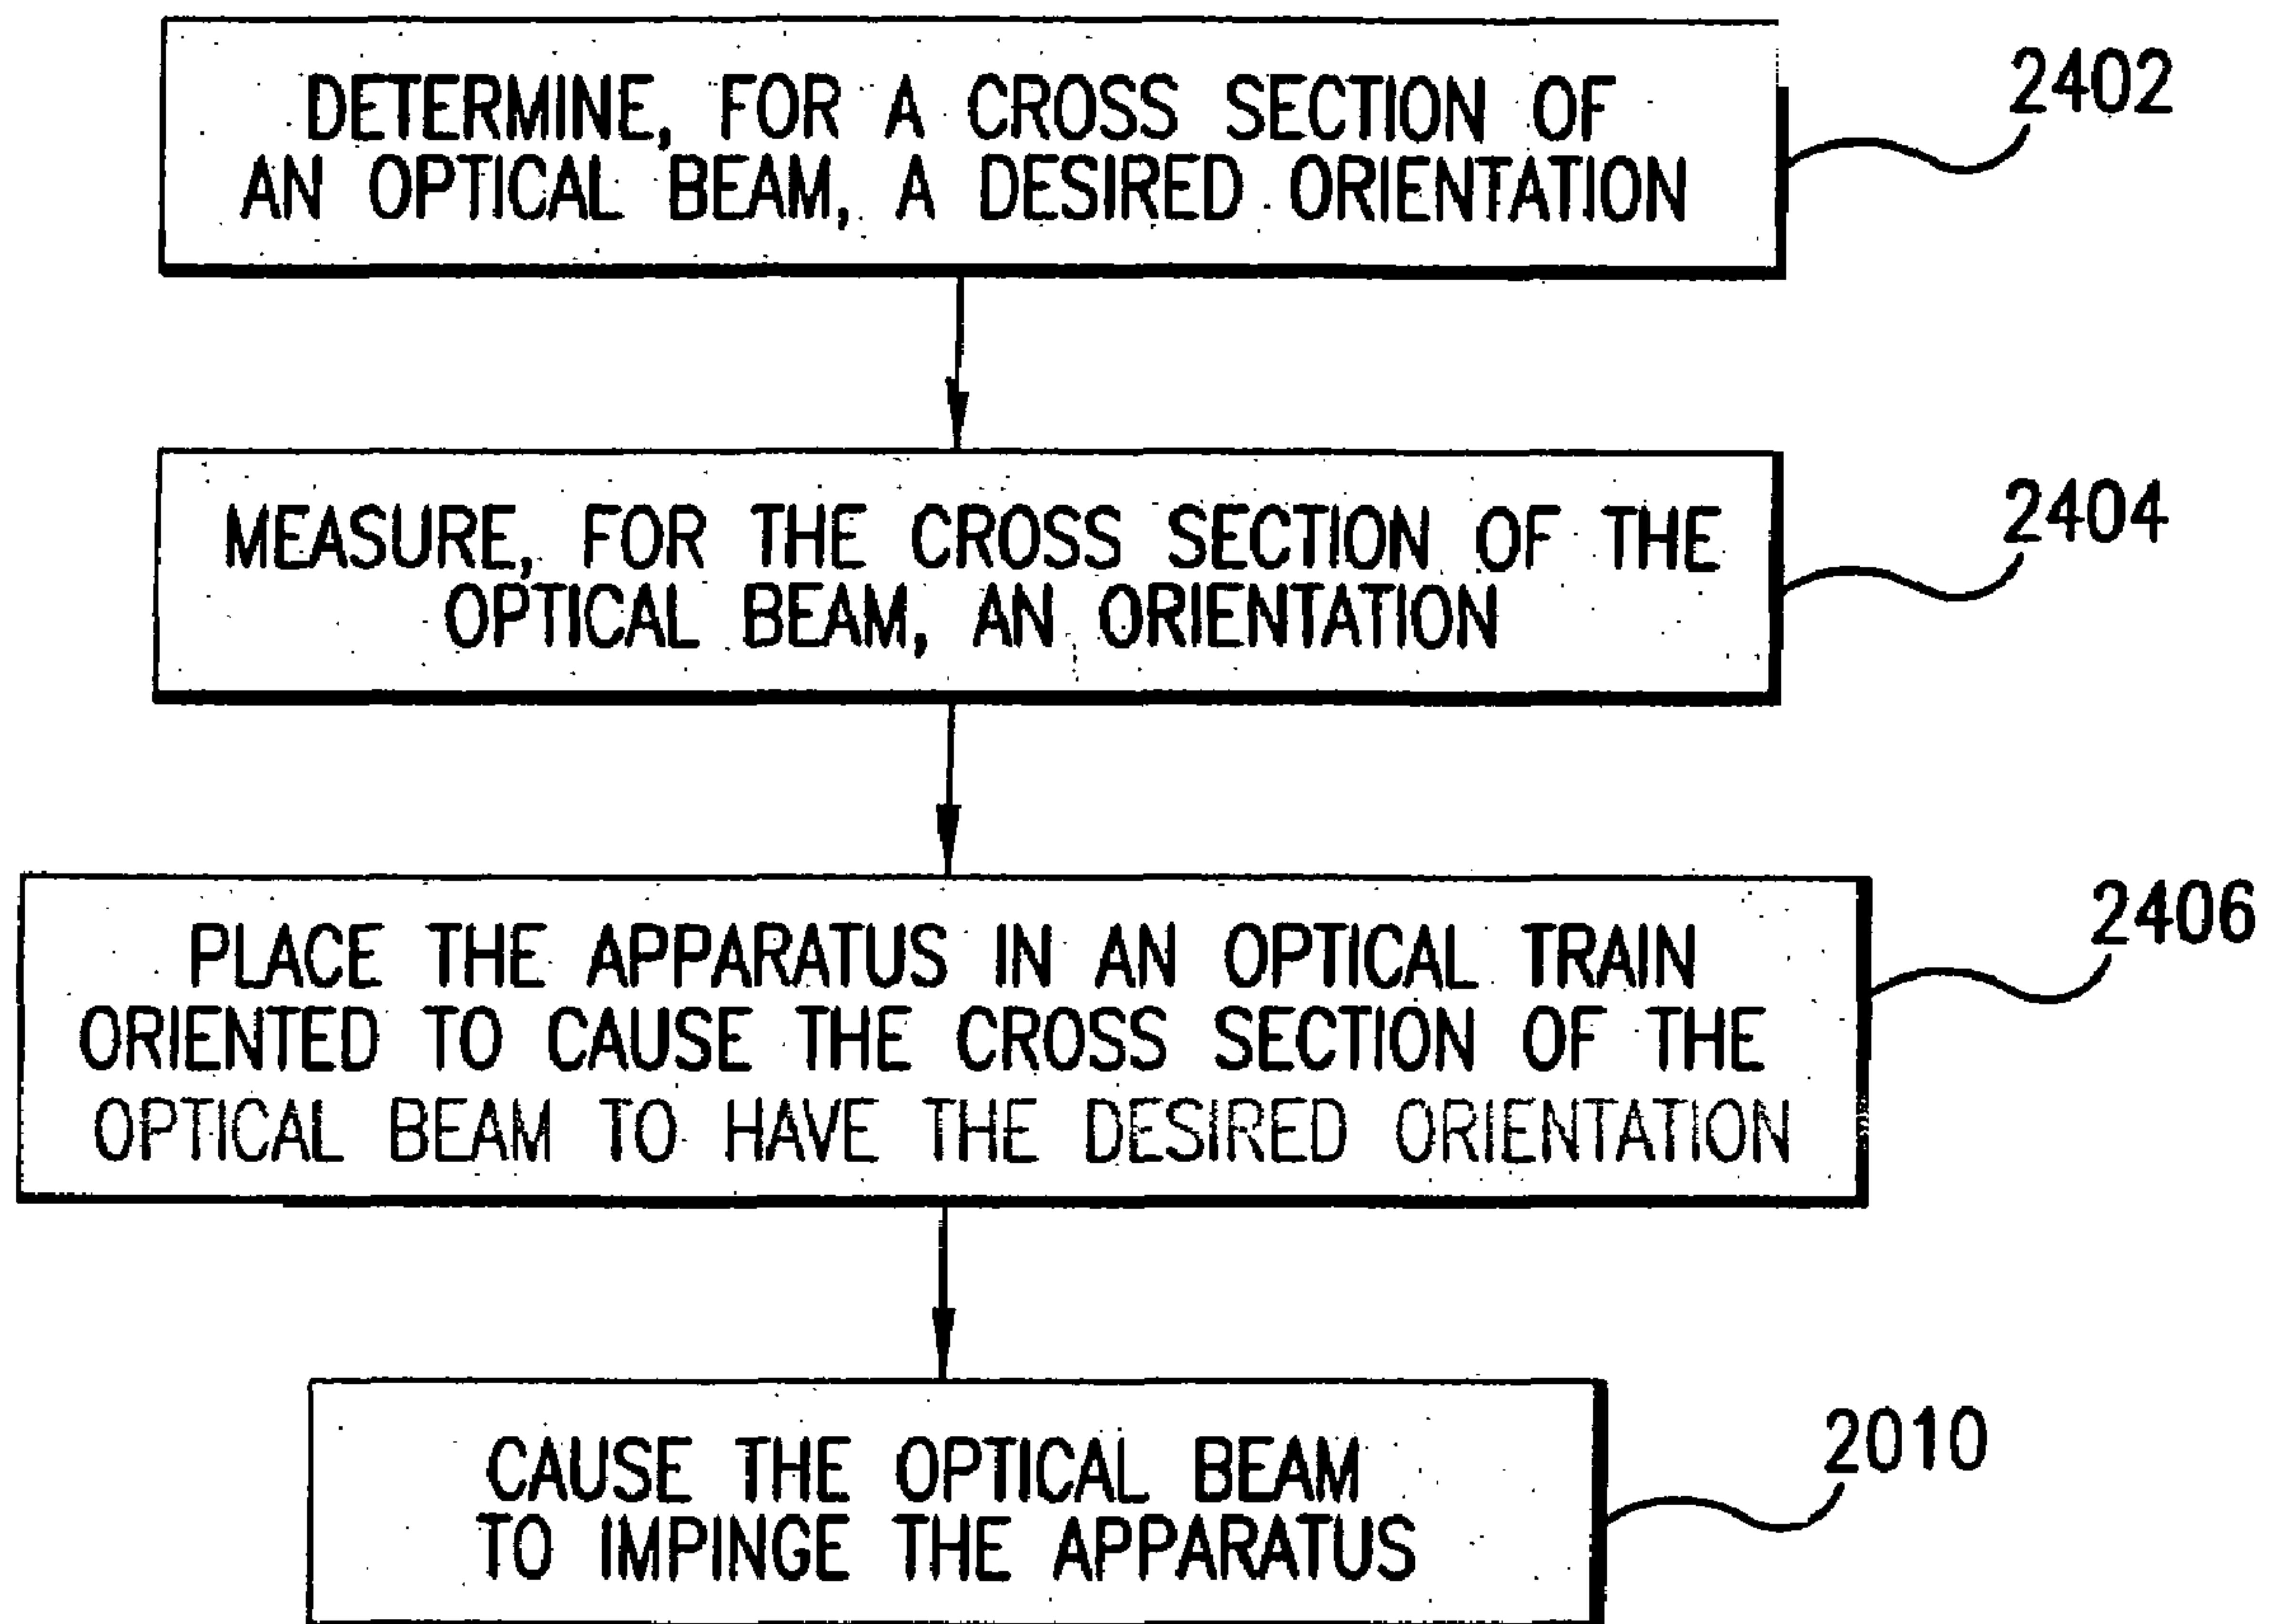 DETERMINE, FOR A CROSS SECTION OF
AN OPTICAL BEAM, A DESIRED ORIENTATION
2402
MEASURE, FOR THE CROSS SECTION OF THE
OPTICAL BEAM, AN ORIENTATION
2404
PLACE THE APPARATUS IN AN OPTICAL TRAIN
ORIENTED TO CAUSE THE CROSS SECTION OF THE
OPTICAL BEAM TO HAVE THE DESIRED ORIENTATION
2406
CAUSE THE OPTICAL BEAM
TO IMPINGE THE APPARATUS
2010